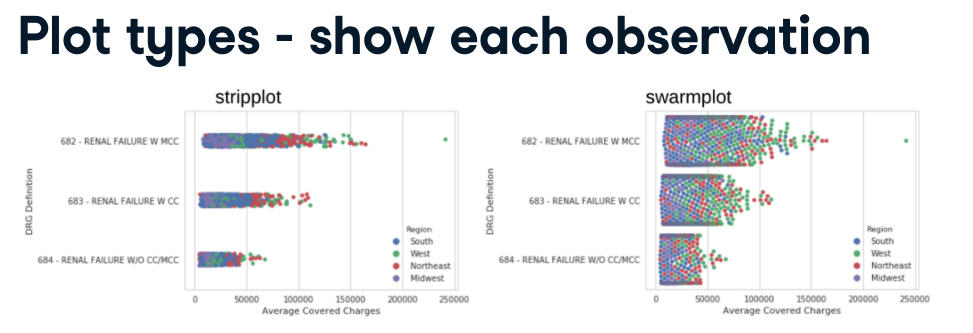 Plot types - show each observation
stripplot
682 - RENAL FAILURE W MCC
683 - RENAL FAILURE W CC
684 - RENAL FAILURE W/O CC/MCC
DRG Definition
Region
South
West
Northeast
Midwest
0 50000 100000 150000 200000 250000
Average Covered Charges
swarmplot
682 - RENAL FAILURE W MCC
683 - RENAL FAILURE W CC
684 - RENAL FAILURE W/O CC/MCC
DRG Definition
Region
South
West
Northeast
Midwest
0 50000 100000 150000 200000 250000
Average Covered Charges